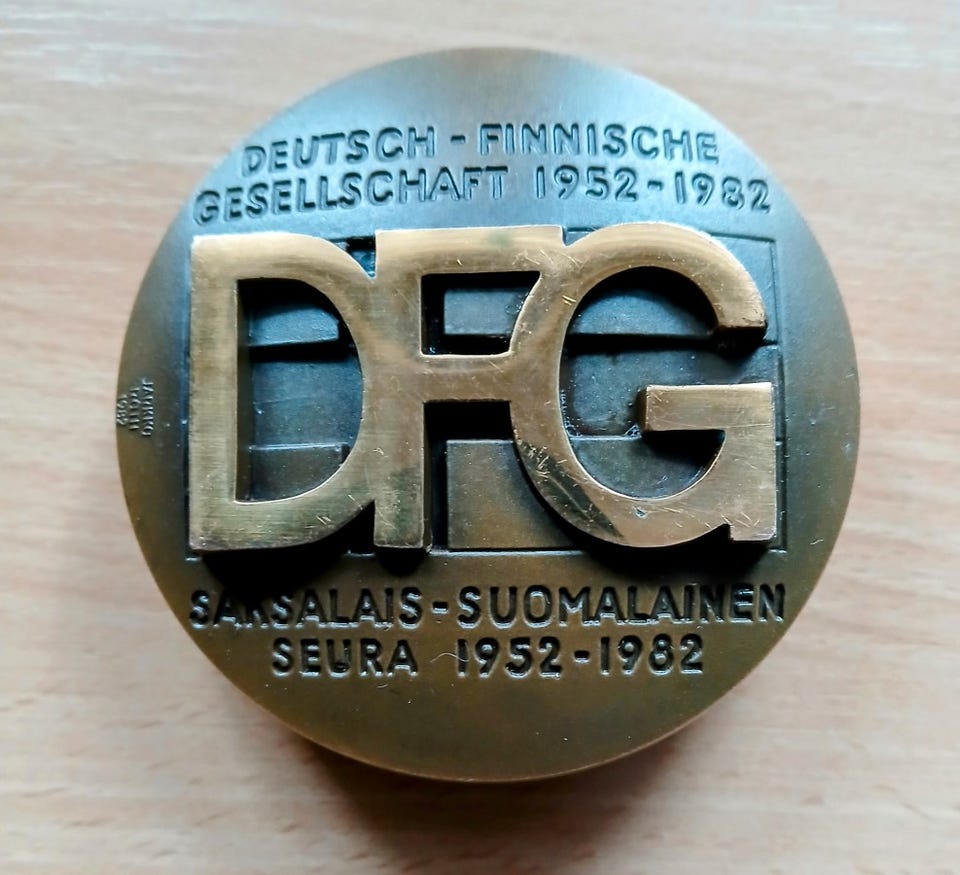 DEUTSCH - FINNISCHE
GESELLSCHAFT 1952-1982
DFG
SAKSALAIS-SUOMALAINEN
SEURA 1952-1982